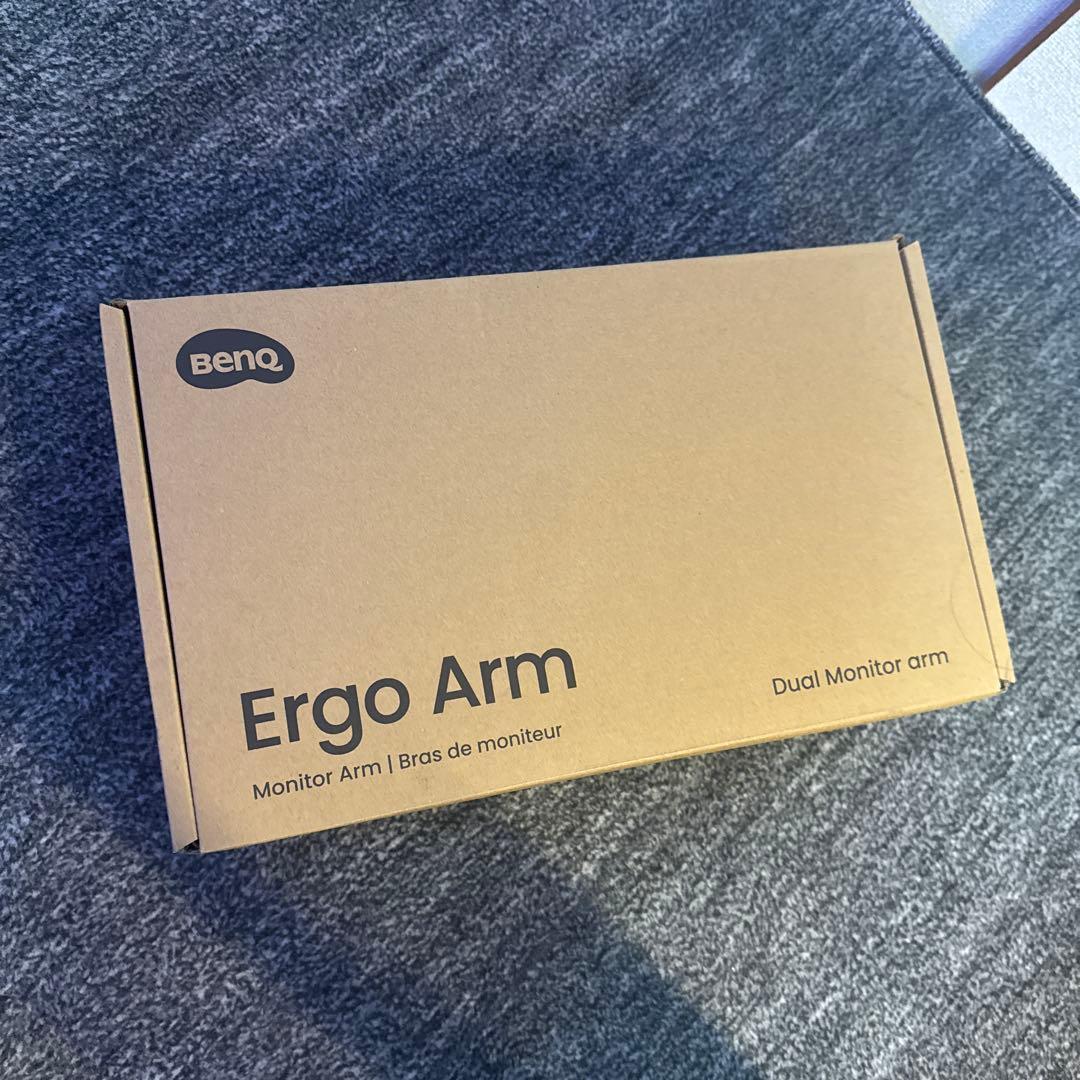 BenQ
Ergo Arm
Monitor Arm | Bras de moniteur
Dual Monitor arm